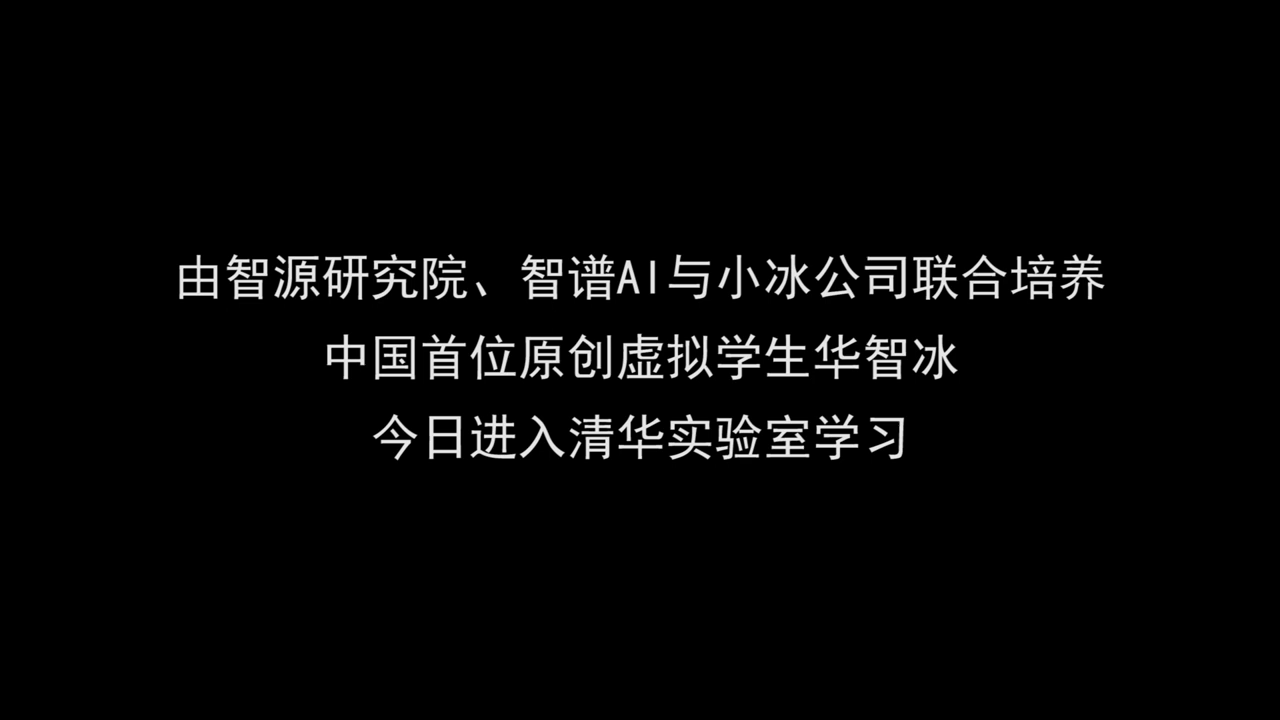 由智源研究院、智谱AI与小冰公司联合培养
中国首位原创虚拟学生华智冰
今日进入清华实验室学习